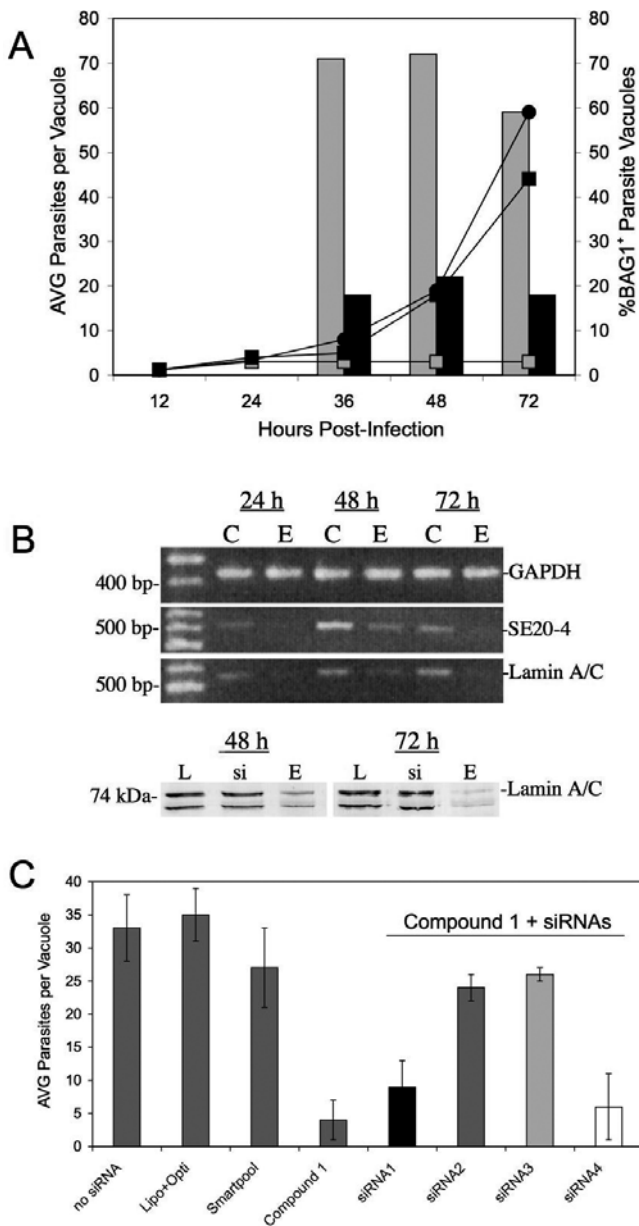 A
80
70
60
50
40
30
20
10
0
AVG Parasites per Vacuole
80
70
60
50
40
30
20
10
0
%BAG1+ Parasite Vacuoles
12 24 36 48 72
Hours Post-Infection
B
24 h 48 h 72 h
C E C E C E
400 bp- -GAPDH
500 bp- -SE20-4
500 bp- -Lamin A/C
48 h 72 h
L si E L si E
74 kDa- -Lamin A/C
C
40
35
30
25
20
15
10
5
0
AVG Parasites per Vacuole
Compound 1 + siRNAs
no siRNA Lipo+Opti Smartpool Compound 1 siRNA1 siRNA2 siRNA3 siRNA4